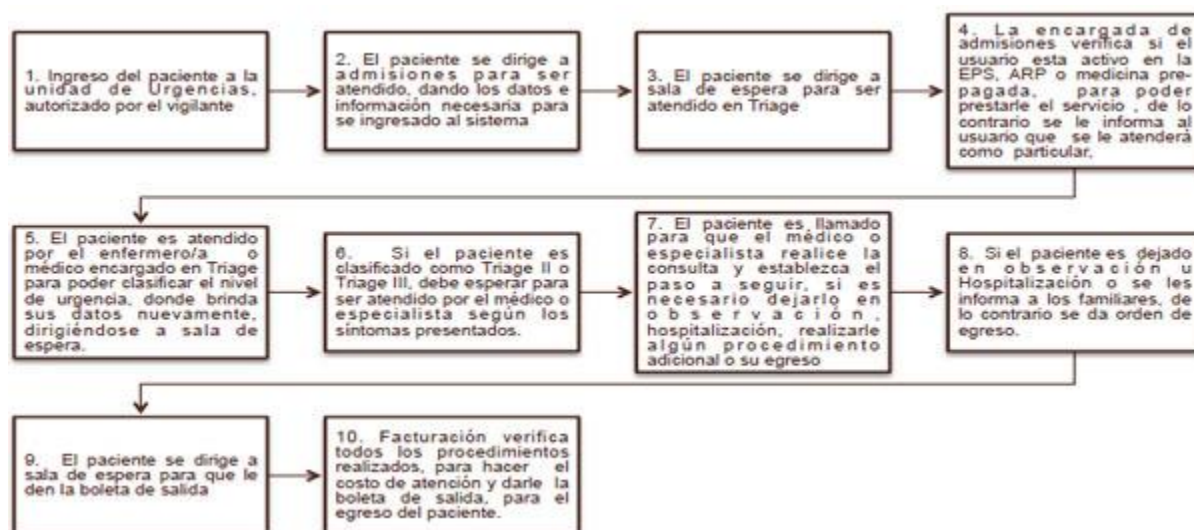 1. Ingreso del paciente a la
unidad de Urgencias,
autorizado por el vigilante
2. El paciente se dirige a
admisiones para ser
atendido, dando los datos e
información necesaria para
se ingresado al sistema
3. El paciente se dirige a
sala de espera para ser
atendido en Triage
4. La encargada de
admisiones verifica si el
usuario esta activo en la
EPS, ARP o medicina pre-
pagada, para poder
prestarle el servicio , de lo
contrario se le informa al
usuario que se le atenderá
como particular,
5. El paciente es atendido
por el enfermero/a o
médico encargado en Triage
para poder clasificar el nivel
de urgencia, donde brinda
sus datos nuevamente,
dirigiéndose a sala de
espera.
6. Si el paciente es
clasificado como Triage II o
Triage III, debe esperar para
ser atendido por el médico o
especialista según los
síntomas presentados.
7. El paciente es llamado
para que el médico o
especialista realice la
consulta y establezca el
paso a seguir, si es
necesario dejarlo en
observación,
hospitalización, realizarle
algún procedimiento
adicional o su egreso
8. Si el paciente es dejado
en observación u
Hospitalización o se les
informa a los familiares, de
lo contrario se da orden de
egreso.
9. El paciente se dirige a
sala de espera para que le
den la boleta de salida
10. Facturación verifica
todos los procedimientos
realizados, para hacer el
costo de atención y darle la
boleta de salida, para el
egreso del paciente.